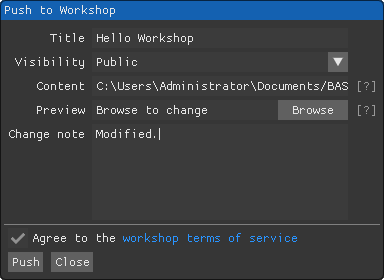 Push to Workshop
Title Hello Workshop
Visibility Public
Content C:\Users\Administrator\Documents/BAS [?]
Preview Browse to change Browse [?]
Change note Modified.
Agree to the workshop terms of service
Push Close